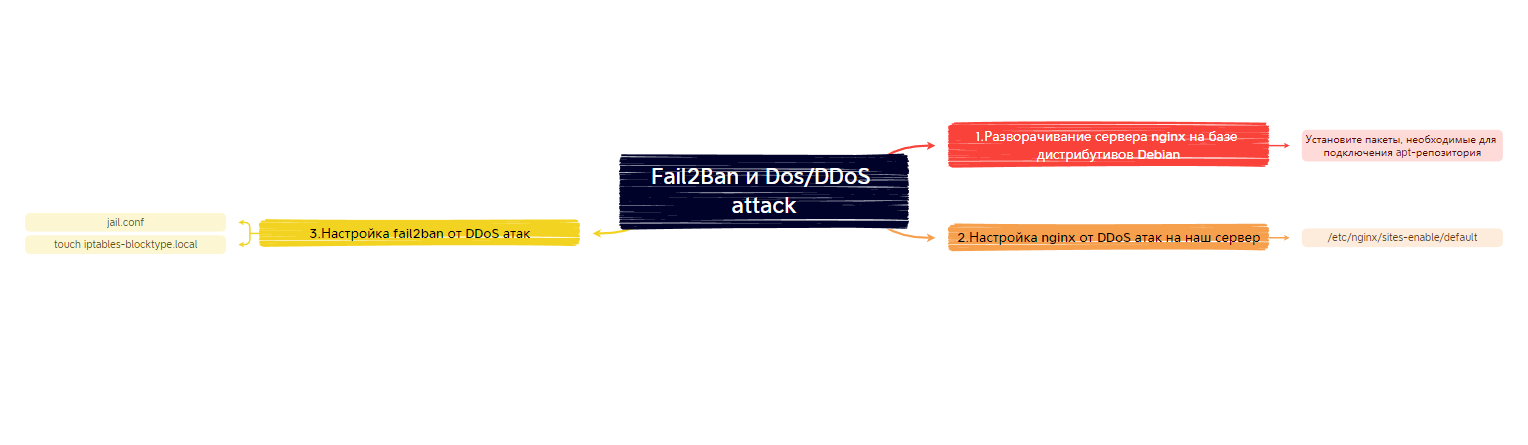 Fail2Ban и Dos/DDoS
attack
1.Разворачивание сервера nginx на базе
дистрибутивов Debian
Установите пакеты, необходимые для
подключения apt-репозитория
2.Настройка nginx от DDoS атак на наш сервер
/etc/nginx/sites-enable/default
3.Настройка fail2ban от DDoS атак
jail.conf
touch iptables-blocktype.local